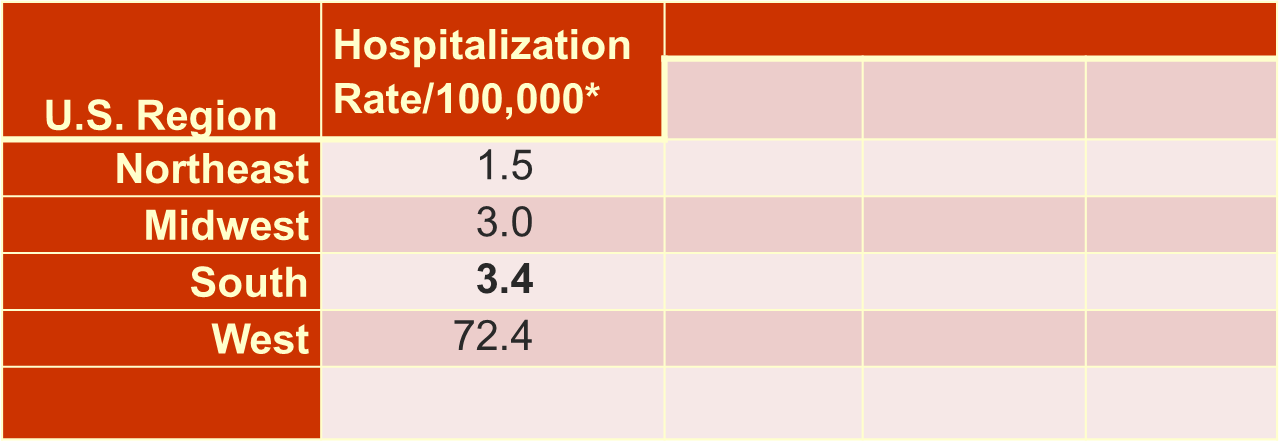 U.S. Region
Hospitalization
Rate/100,000*
Northeast 1.5
Midwest 3.0
South 3.4
West 72.4